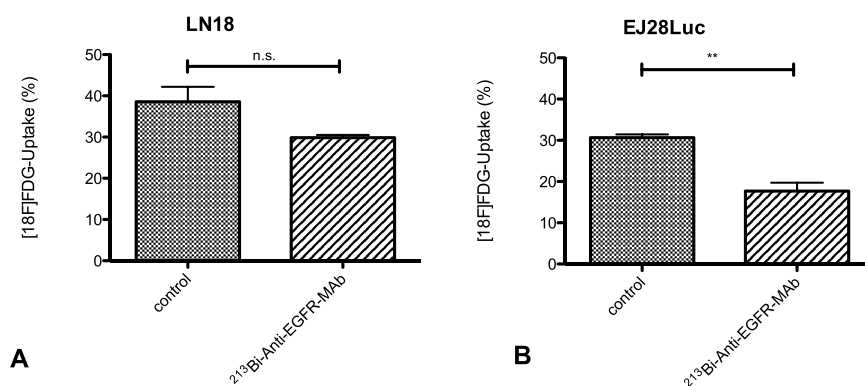 LN18
[18F]FDG-Uptake (%)
50
40
30
20
10
0
n.s.
control
²¹³Bi-Anti-EGFR-MAb
A
EJ28Luc
[18F]FDG-Uptake (%)
50
40
30
20
10
0
**
control
²¹³Bi-Anti-EGFR-MAb
B